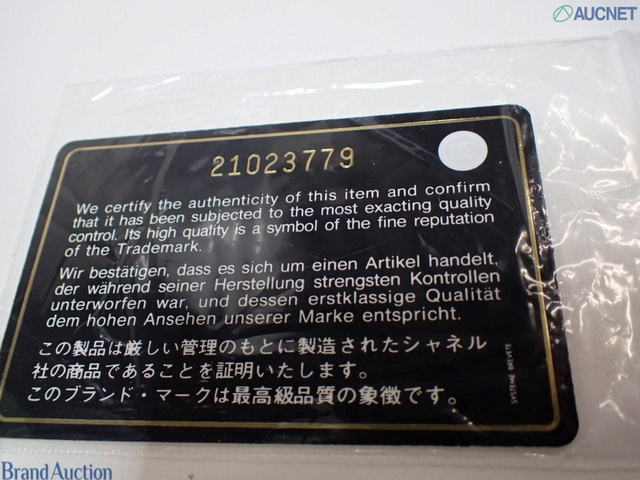 AUCNET
21023779
We certify the authenticity of this item and confirm
that it has been subjected to the most exacting quality
control. Its high quality is a symbol of the fine reputation
of the Trademark.
Wir bestätigen, dass es sich um einen Artikel handelt,
der während seiner Herstellung strengsten Kontrollen
unterworfen war, und dessen erstklassige Qualität
dem hohen Ansehen unserer Marke entspricht.
この製品は厳しい管理のもとに製造されたシャネル
社の商品であることを証明いたします。
このブランド・マークは最高級品質の象徴です。
SYSTEME BREVETE
Brand Auction